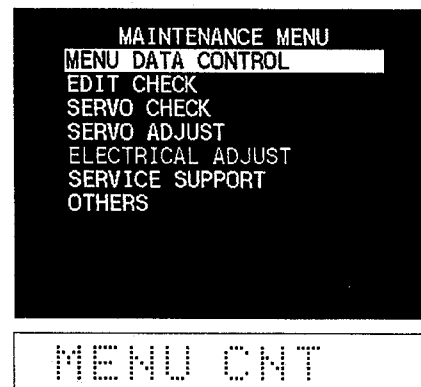 MAINTENANCE MENU
MENU DATA CONTROL
EDIT CHECK
SERVO CHECK
SERVO ADJUST
ELECTRICAL ADJUST
SERVICE SUPPORT
OTHERS
MENU CNT